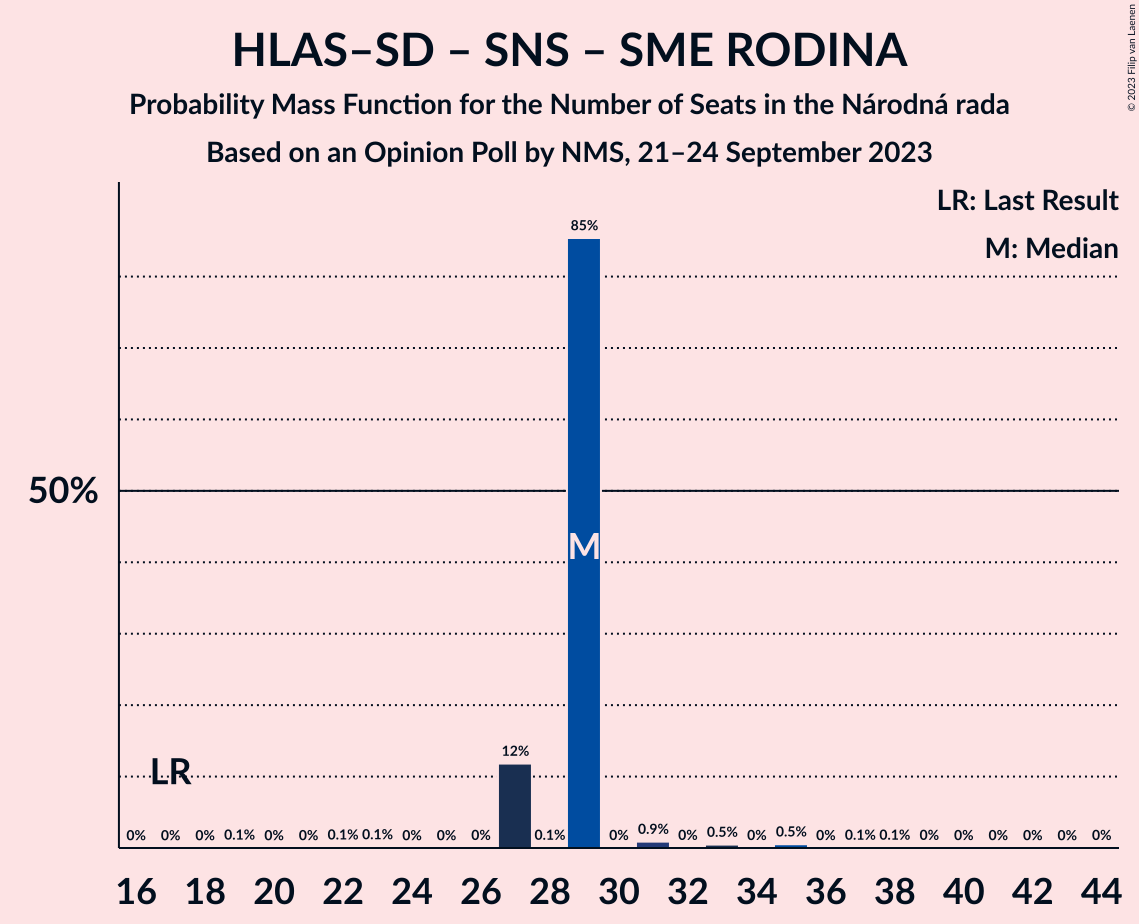 HLAS–SD – SNS – SME RODINA
Probability Mass Function for the Number of Seats in the Národná rada
Based on an Opinion Poll by NMS, 21–24 September 2023
© 2023 Filip van Laenen
LR: Last Result
M: Median
85%
50%
M
12%
LR
0% 0% 0% 0.1% 0% 0% 0.1% 0.1% 0% 0% 0% 0.1% 0% 0.9% 0% 0.5% 0% 0.5% 0% 0.1% 0.1% 0% 0% 0% 0% 0% 0%
16 18 20 22 24 26 28 30 32 34 36 38 40 42 44